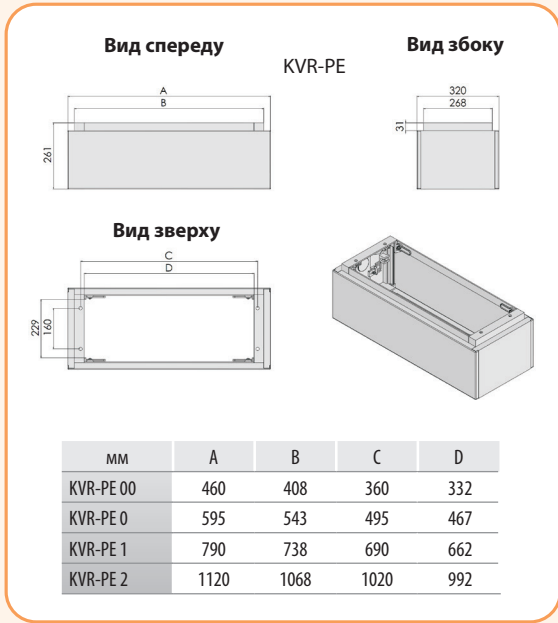 Вид спереду
Вид збоку
KVR-PE
A
B
261
320
268
31
Вид зверху
C
D
229
160
мм A B C D
KVR-PE 00 460 408 360 332
KVR-PE 0 595 543 495 467
KVR-PE 1 790 738 690 662
KVR-PE 2 1120 1068 1020 992